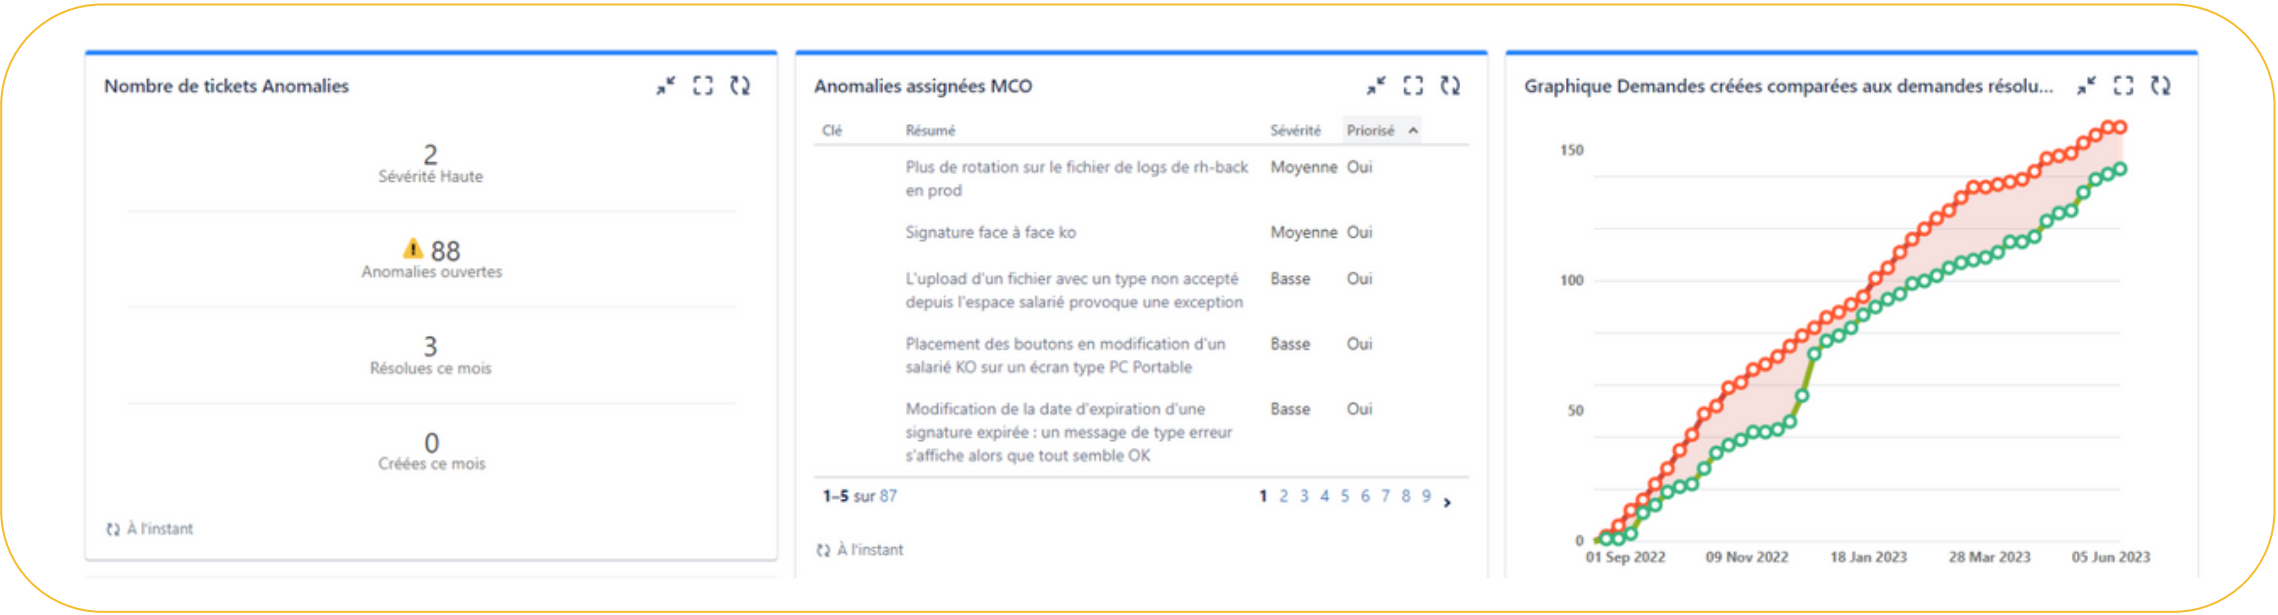 Nombre de tickets Anomalies
2
Sévérité Haute
88
Anomalies ouvertes
3
Résolues ce mois
0
Créées ce mois
À l'instant
Anomalies assignées MCO
Clé Résumé Sévérité Priorisé
Plus de rotation sur le fichier de logs de rh-back Moyenne Oui
en prod
Signature face à face ko Moyenne Oui
L'upload d'un fichier avec un type non accepté Basse Oui
depuis l'espace salarié provoque une exception
Placement des boutons en modification d'un Basse Oui
salarié KO sur un écran type PC Portable
Modification de la date d'expiration d'une Basse Oui
signature expirée : un message de type erreur
s'affiche alors que tout semble OK
1–5 sur 87 1 2 3 4 5 6 7 8 9 ›
À l'instant
Graphique Demandes créées comparées aux demandes résolu...
150
100
50
0
01 Sep 2022 09 Nov 2022 18 Jan 2023 28 Mar 2023 05 Jun 2023